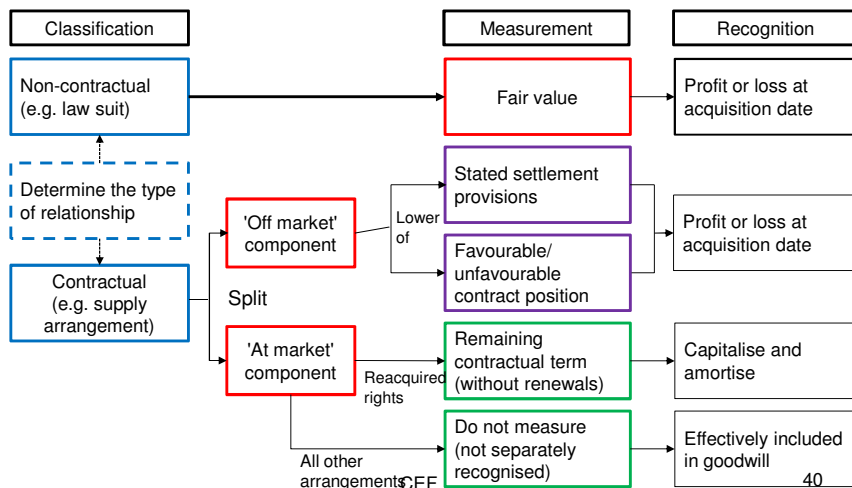 Classification
Measurement
Recognition
Non-contractual
(e.g. law suit)
Fair value
Profit or loss at
acquisition date
Determine the type
of relationship
Contractual
(e.g. supply
arrangement)
Split
'Off market'
component
Lower
of
Stated settlement
provisions
Favourable/
unfavourable
contract position
Profit or loss at
acquisition date
'At market'
component
Reacquired
rights
Remaining
contractual term
(without renewals)
Capitalise and
amortise
All other
arrangements
Do not measure
(not separately
recognised)
Effectively included
in goodwill
40